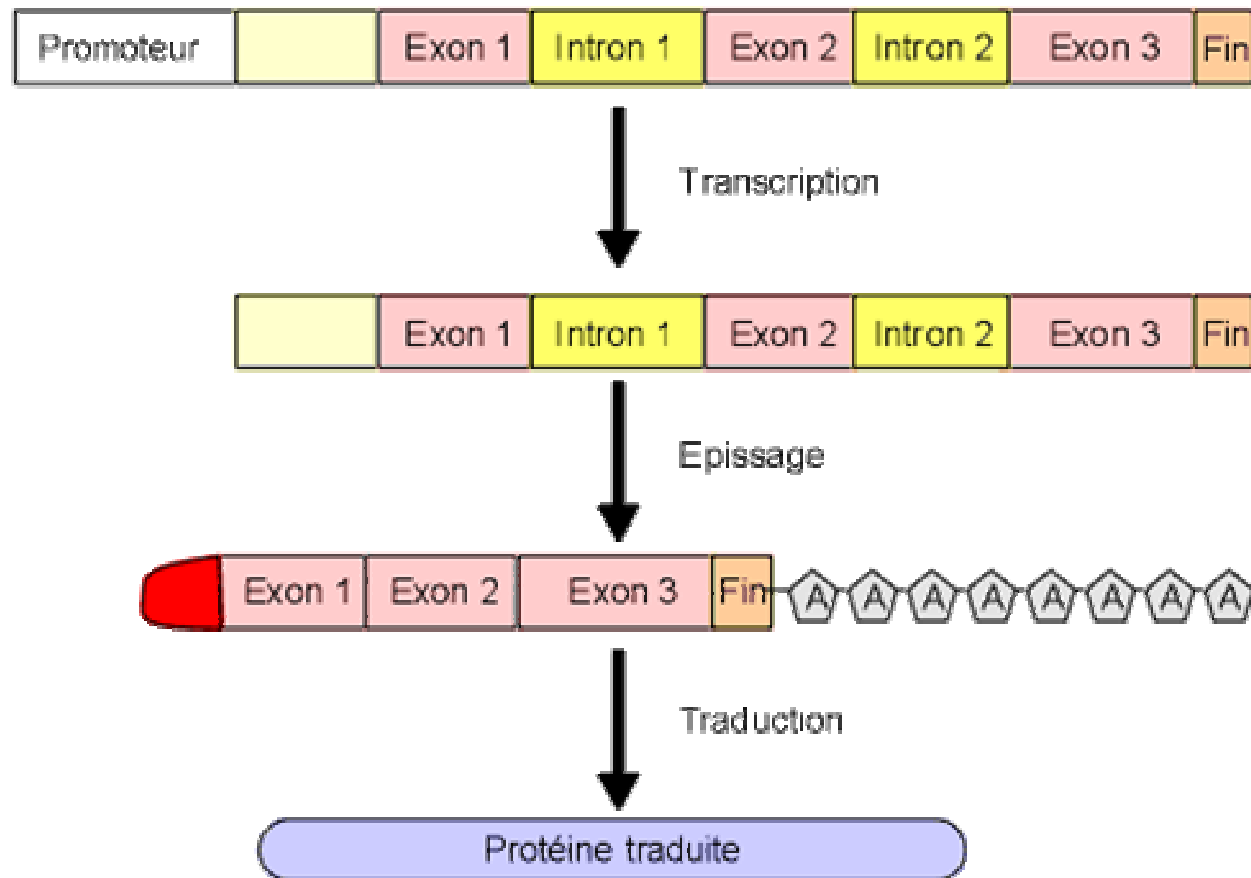 Promoteur Exon 1 Intron 1 Exon 2 Intron 2 Exon 3 Fin
Transcription
Exon 1 Intron 1 Exon 2 Intron 2 Exon 3 Fin
Epissage
Exon 1 Exon 2 Exon 3 Fin A A A A A A A A
Traduction
Protéine traduite